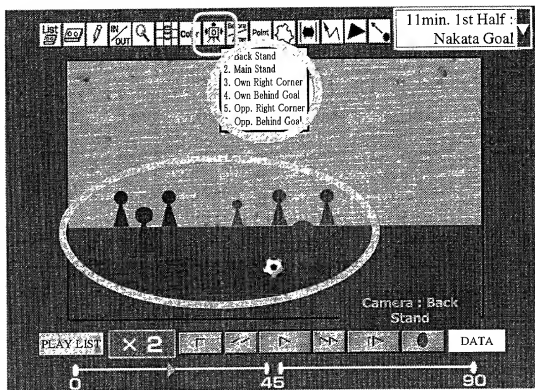 11min. 1st Half :
Nakata Goal
List
IN/
OUT
Point
Back Stand
2. Main Stand
3. Own Right Corner
4. Own Behind Goal
5. Opp. Right Corner
Opp. Behind Goal
Camera : Back
Stand
PLAY LIST
× 2
DATA
0
45
90